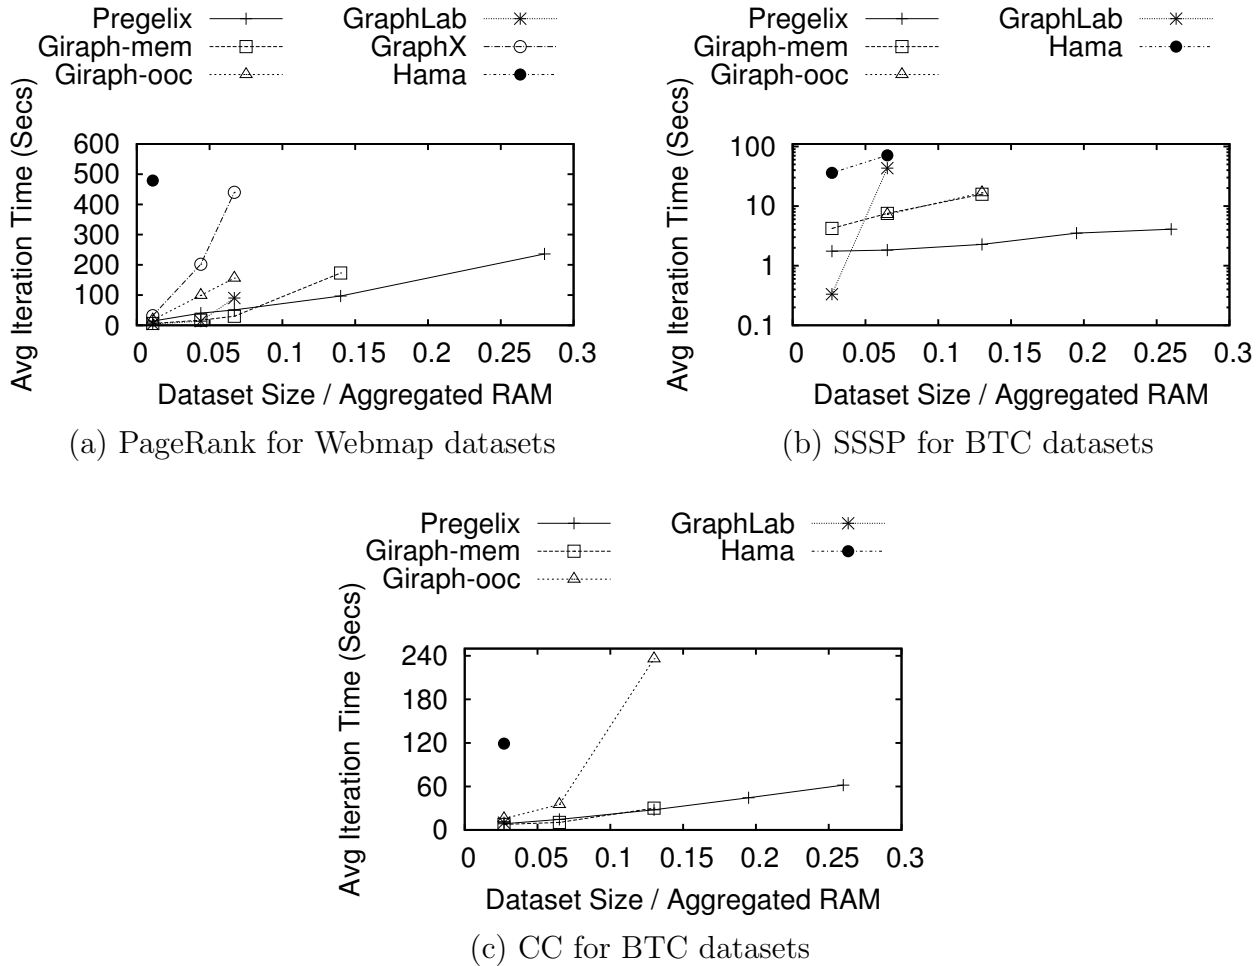 Pregelix GraphLab
Giraph-mem GraphX
Giraph-ooc Hama
Avg Iteration Time (Secs)
600
500
400
300
200
100
0
0 0.05 0.1 0.15 0.2 0.25 0.3
Dataset Size / Aggregated RAM
(a) PageRank for Webmap datasets
Pregelix GraphLab
Giraph-mem Hama
Giraph-ooc
Avg Iteration Time (Secs)
100
10
1
0.1
0 0.05 0.1 0.15 0.2 0.25 0.3
Dataset Size / Aggregated RAM
(b) SSSP for BTC datasets
Pregelix GraphLab
Giraph-mem Hama
Giraph-ooc
Avg Iteration Time (Secs)
240
180
120
60
0
0 0.05 0.1 0.15 0.2 0.25 0.3
Dataset Size / Aggregated RAM
(c) CC for BTC datasets